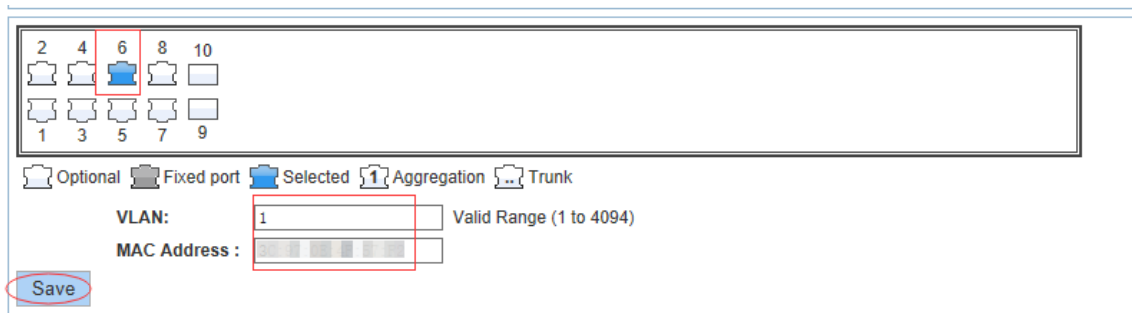 2 4 6 8 10
1 3 5 7 9
Optional Fixed port Selected 1 Aggregation .. Trunk
VLAN: 1 Valid Range (1 to 4094)
MAC Address :
Save